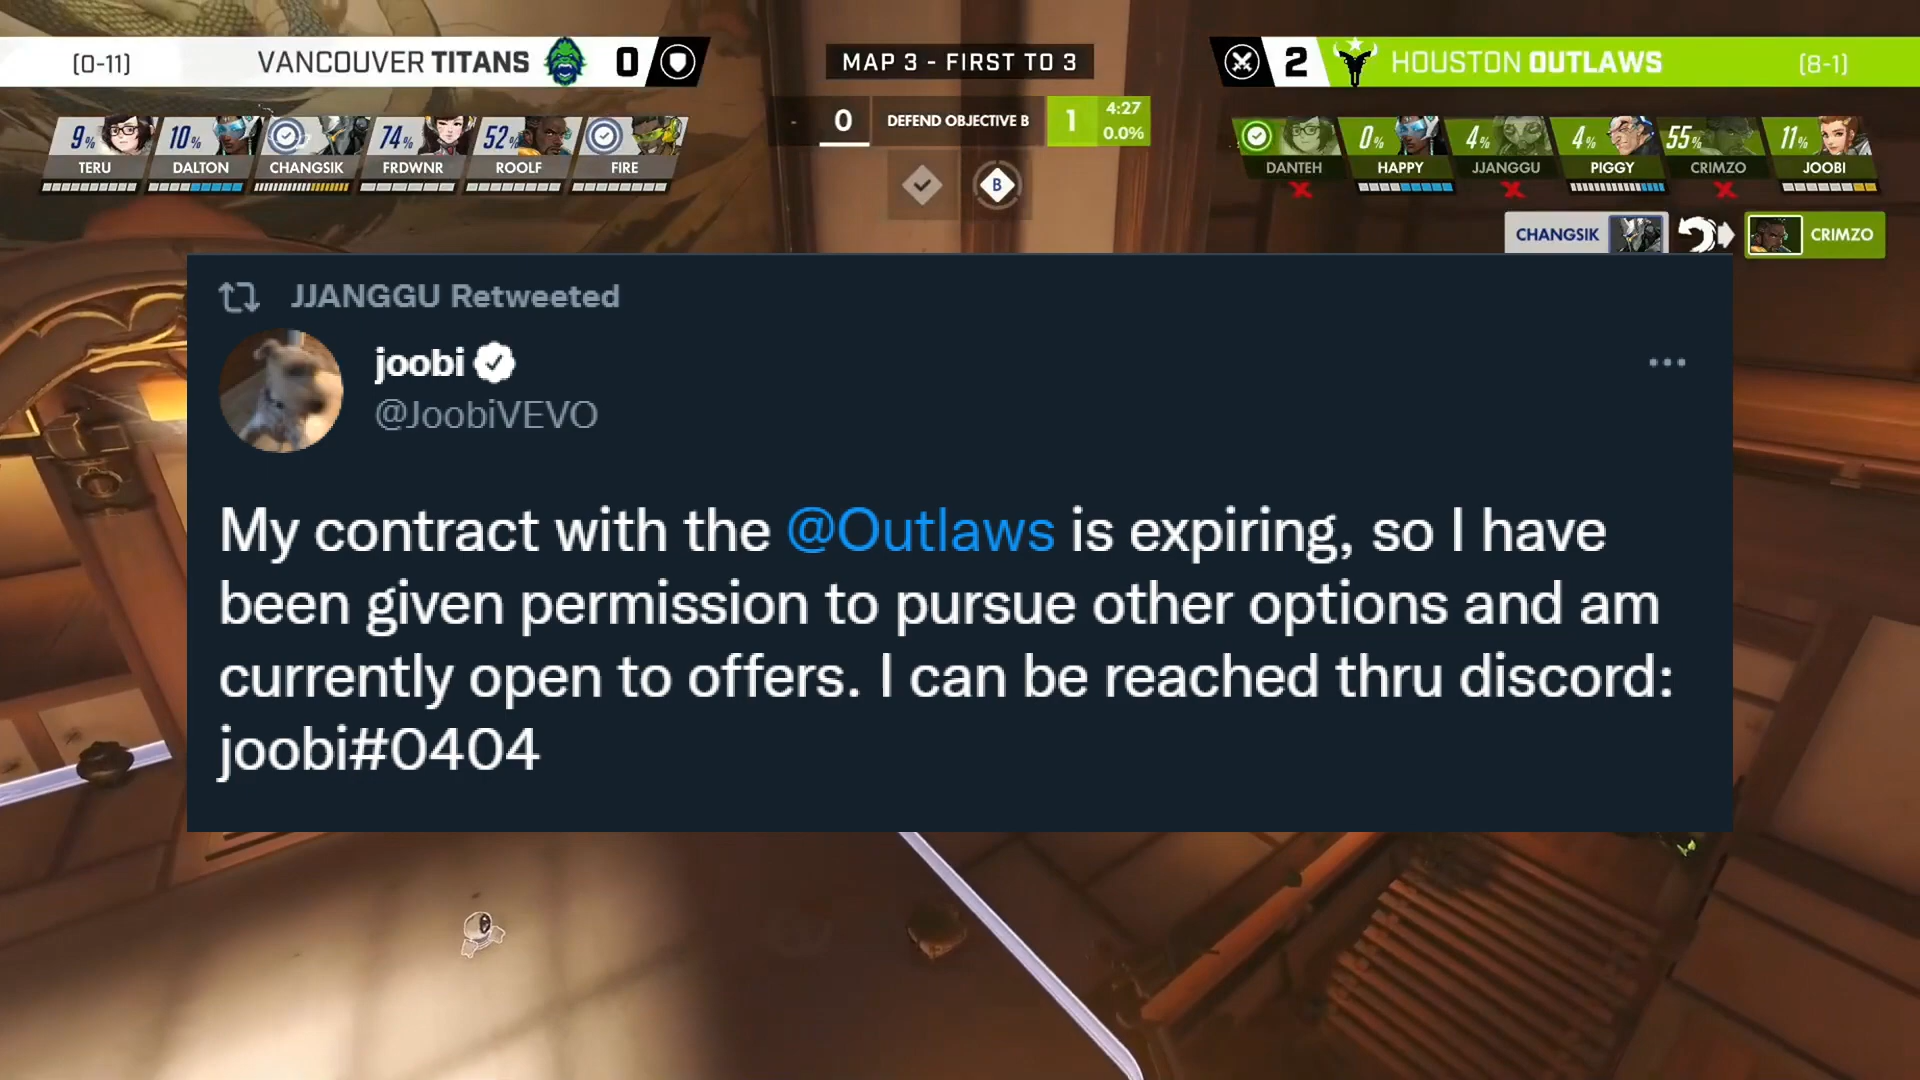 [0-11] VANCOUVER TITANS 0
MAP 3 - FIRST TO 3
2 HOUSTON OUTLAWS [8-1]
0 DEFEND OBJECTIVE B 1 4:27
0.0%
9% 10% 74% 52%
TERU DALTON CHANGSIK FRDWNR ROOLF FIRE
B
0% 4% 4% 55% 11%
DANTEH HAPPY JJANGGU PIGGY CRIMZO JOOBI
CHANGSIK CRIMZO
JJANGGU Retweeted
joobi
@JoobiVEVO
My contract with the @Outlaws is expiring, so I have
been given permission to pursue other options and am
currently open to offers. I can be reached thru discord:
joobi#0404